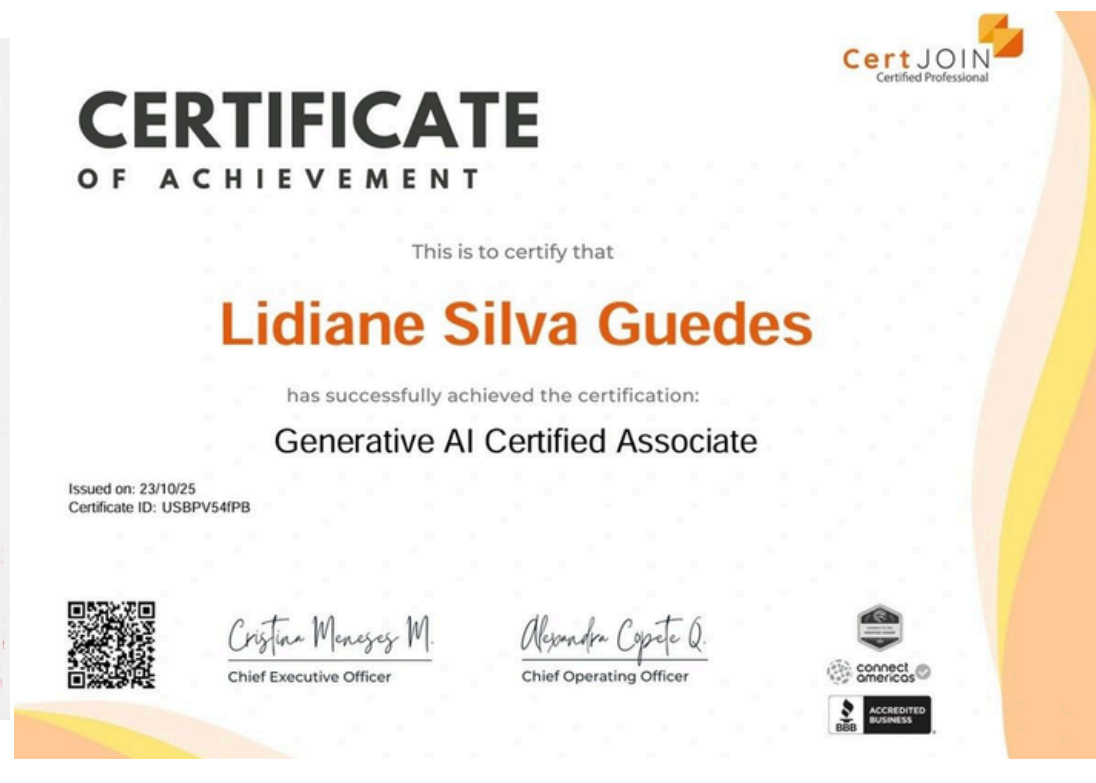 CertJOIN
Certified Professional
CERTIFICATE
OF ACHIEVEMENT
This is to certify that
Lidiane Silva Guedes
has successfully achieved the certification:
Generative AI Certified Associate
Issued on: 23/10/25
Certificate ID: USBPV54fPB
Cristina Meneses M.
Chief Executive Officer
Alexandra Copete Q.
Chief Operating Officer
connect
americas
BBB
ACCREDITED
BUSINESS